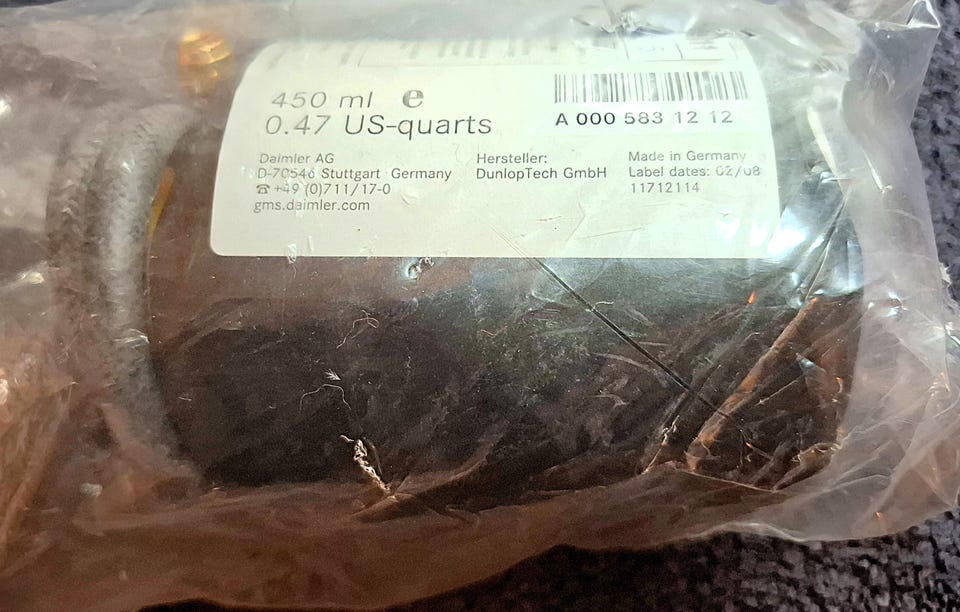 450 ml e
0.47 US-quarts
A 000 583 12 12
Daimler AG
D-70546 Stuttgart Germany
☎ +49 (0)711/17-0
gms.daimler.com
Hersteller:
DunlopTech GmbH
Made in Germany
Label dates: 02/08
11712114